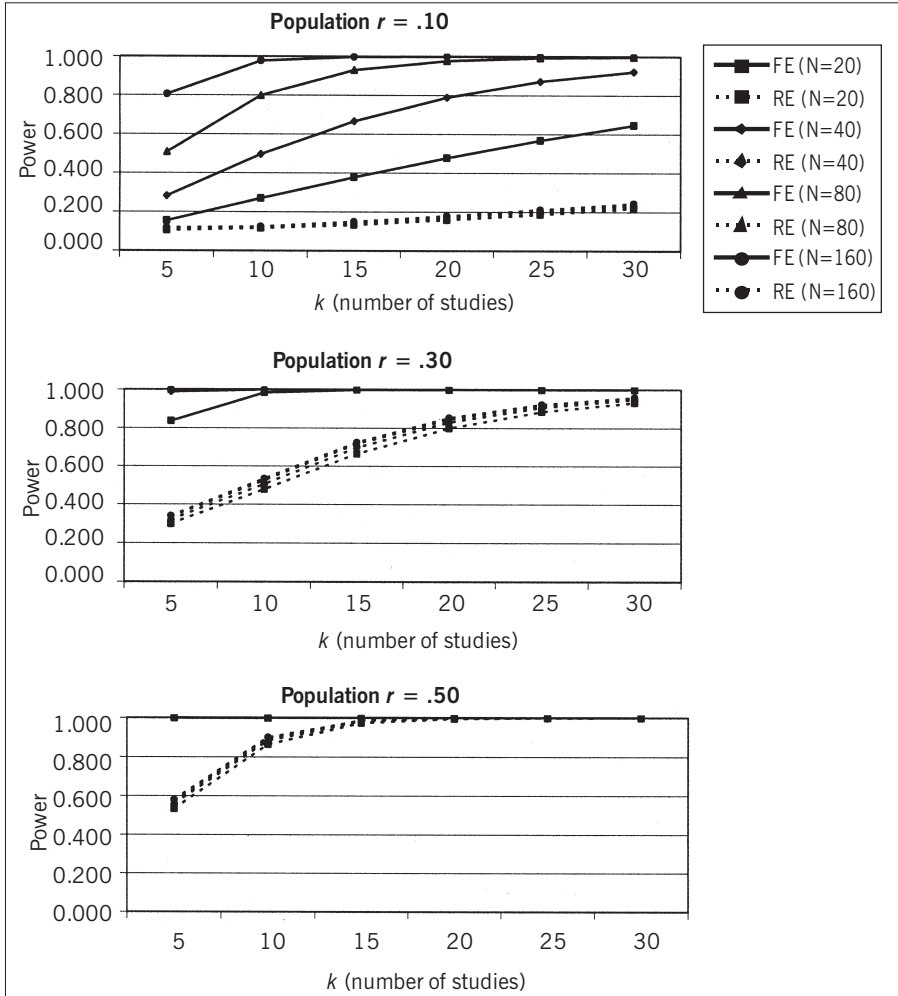 Population r = .10
1.000
0.800
0.600
0.400
0.200
0.000
Power
5 10 15 20 25 30
k (number of studies)
FE (N=20)
RE (N=20)
FE (N=40)
RE (N=40)
FE (N=80)
RE (N=80)
FE (N=160)
RE (N=160)
Population r = .30
1.000
0.800
0.600
0.400
0.200
0.000
Power
5 10 15 20 25 30
k (number of studies)
Population r = .50
1.000
0.800
0.600
0.400
0.200
0.000
Power
5 10 15 20 25 30
k (number of studies)